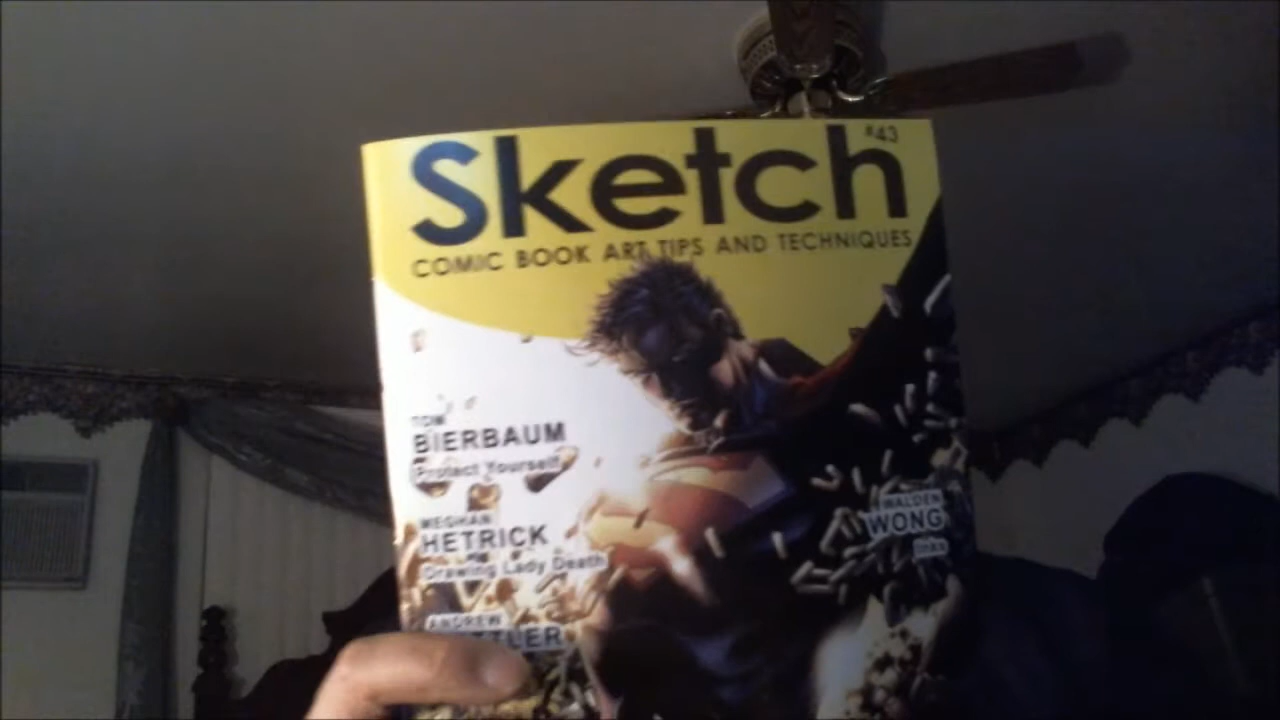 Sketch
#43
COMIC BOOK ART TIPS AND TECHNIQUES
TOM
BIERBAUM
Protect Yourself
MEGHAN
HETRICK
Drawing Lady Death
WALDEN
WONG
Inks
ANDREW